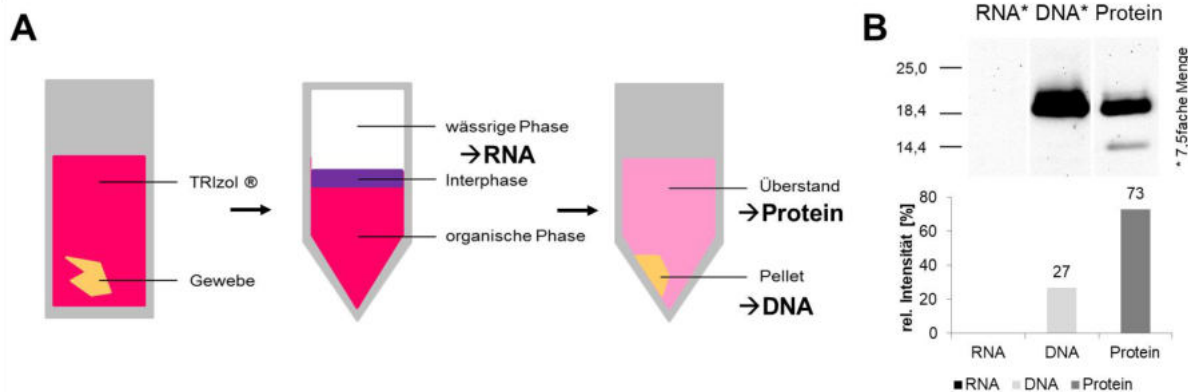 A
TRIzol ®
Gewebe
wässrige Phase
→RNA
Interphase
organische Phase
Überstand
→Protein
Pellet
→DNA
B
RNA* DNA* Protein
25,0
18,4
14,4
* 7,5fache Menge
rel. Intensität [%]
80
60
40
20
0
27
73
RNA DNA Protein
RNA DNA Protein